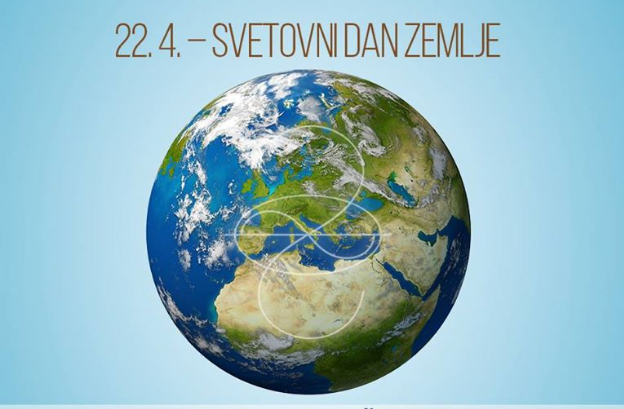 22. 4. – SVETOVNI DAN ZEMLJE